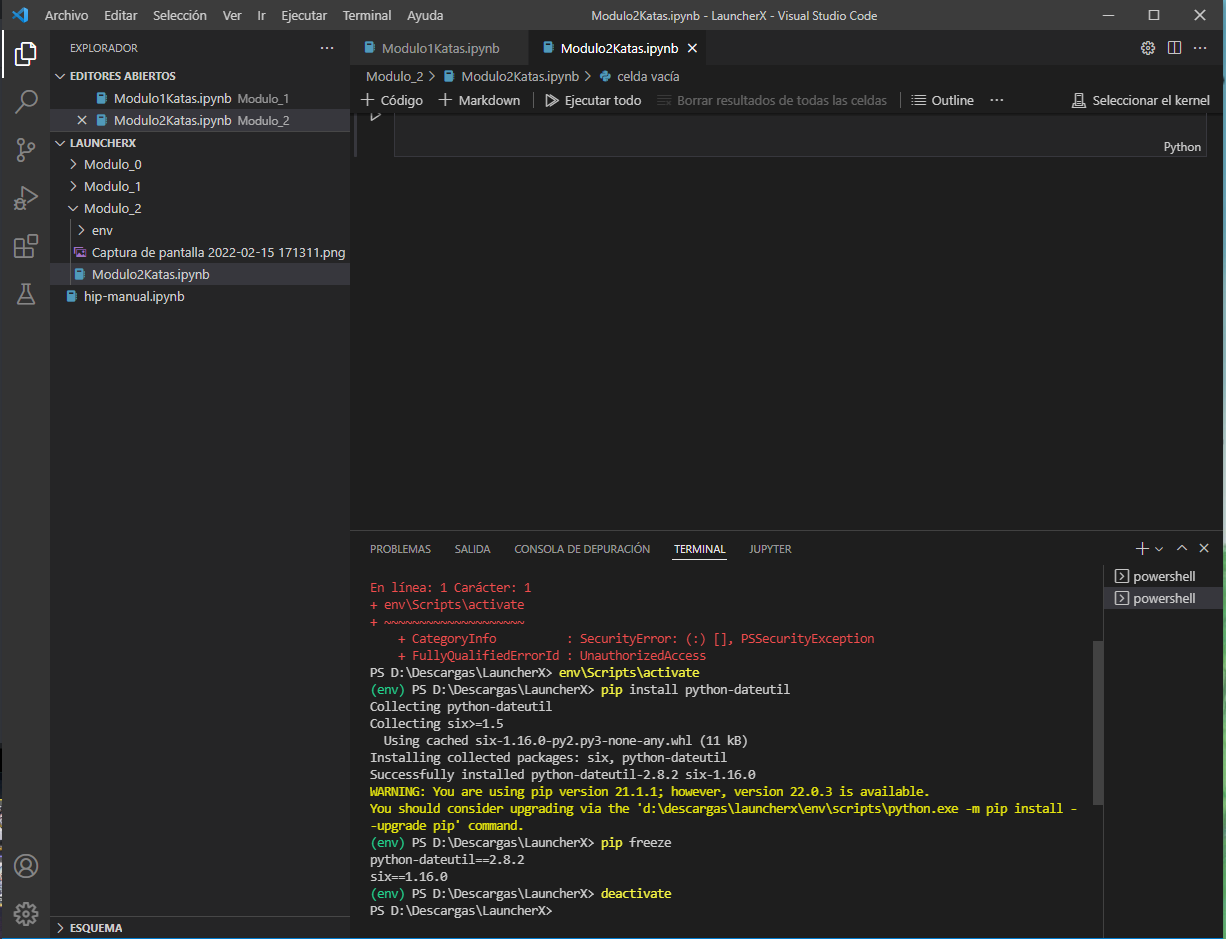 Archivo Editar Selección Ver Ir Ejecutar Terminal Ayuda
Modulo2Katas.ipynb - LauncherX - Visual Studio Code
EXPLORADOR
EDITORES ABIERTOS
Modulo1Katas.ipynb Modulo_1
Modulo2Katas.ipynb Modulo_2
LAUNCHERX
Modulo_0
Modulo_1
Modulo_2
env
Captura de pantalla 2022-02-15 171311.png
Modulo2Katas.ipynb
hip-manual.ipynb
ESQUEMA
Modulo1Katas.ipynb Modulo2Katas.ipynb
Modulo_2 > Modulo2Katas.ipynb > celda vacía
+ Código + Markdown Ejecutar todo Borrar resultados de todas las celdas Outline ... Seleccionar el kernel
Python
PROBLEMAS SALIDA CONSOLA DE DEPURACIÓN TERMINAL JUPYTER
powershell
powershell
En línea: 1 Carácter: 1
+ env\Scripts\activate
+ ~~~~~~~~~~~~~~~~~~~~
+ CategoryInfo : SecurityError: (:) [], PSSecurityException
+ FullyQualifiedErrorId : UnauthorizedAccess
PS D:\Descargas\LauncherX> env\Scripts\activate
(env) PS D:\Descargas\LauncherX> pip install python-dateutil
Collecting python-dateutil
Collecting six>=1.5
Using cached six-1.16.0-py2.py3-none-any.whl (11 kB)
Installing collected packages: six, python-dateutil
Successfully installed python-dateutil-2.8.2 six-1.16.0
WARNING: You are using pip version 21.1.1; however, version 22.0.3 is available.
You should consider upgrading via the 'd:\descargas\launcherx\env\scripts\python.exe -m pip install -
-upgrade pip' command.
(env) PS D:\Descargas\LauncherX> pip freeze
python-dateutil==2.8.2
six==1.16.0
(env) PS D:\Descargas\LauncherX> deactivate
PS D:\Descargas\LauncherX>